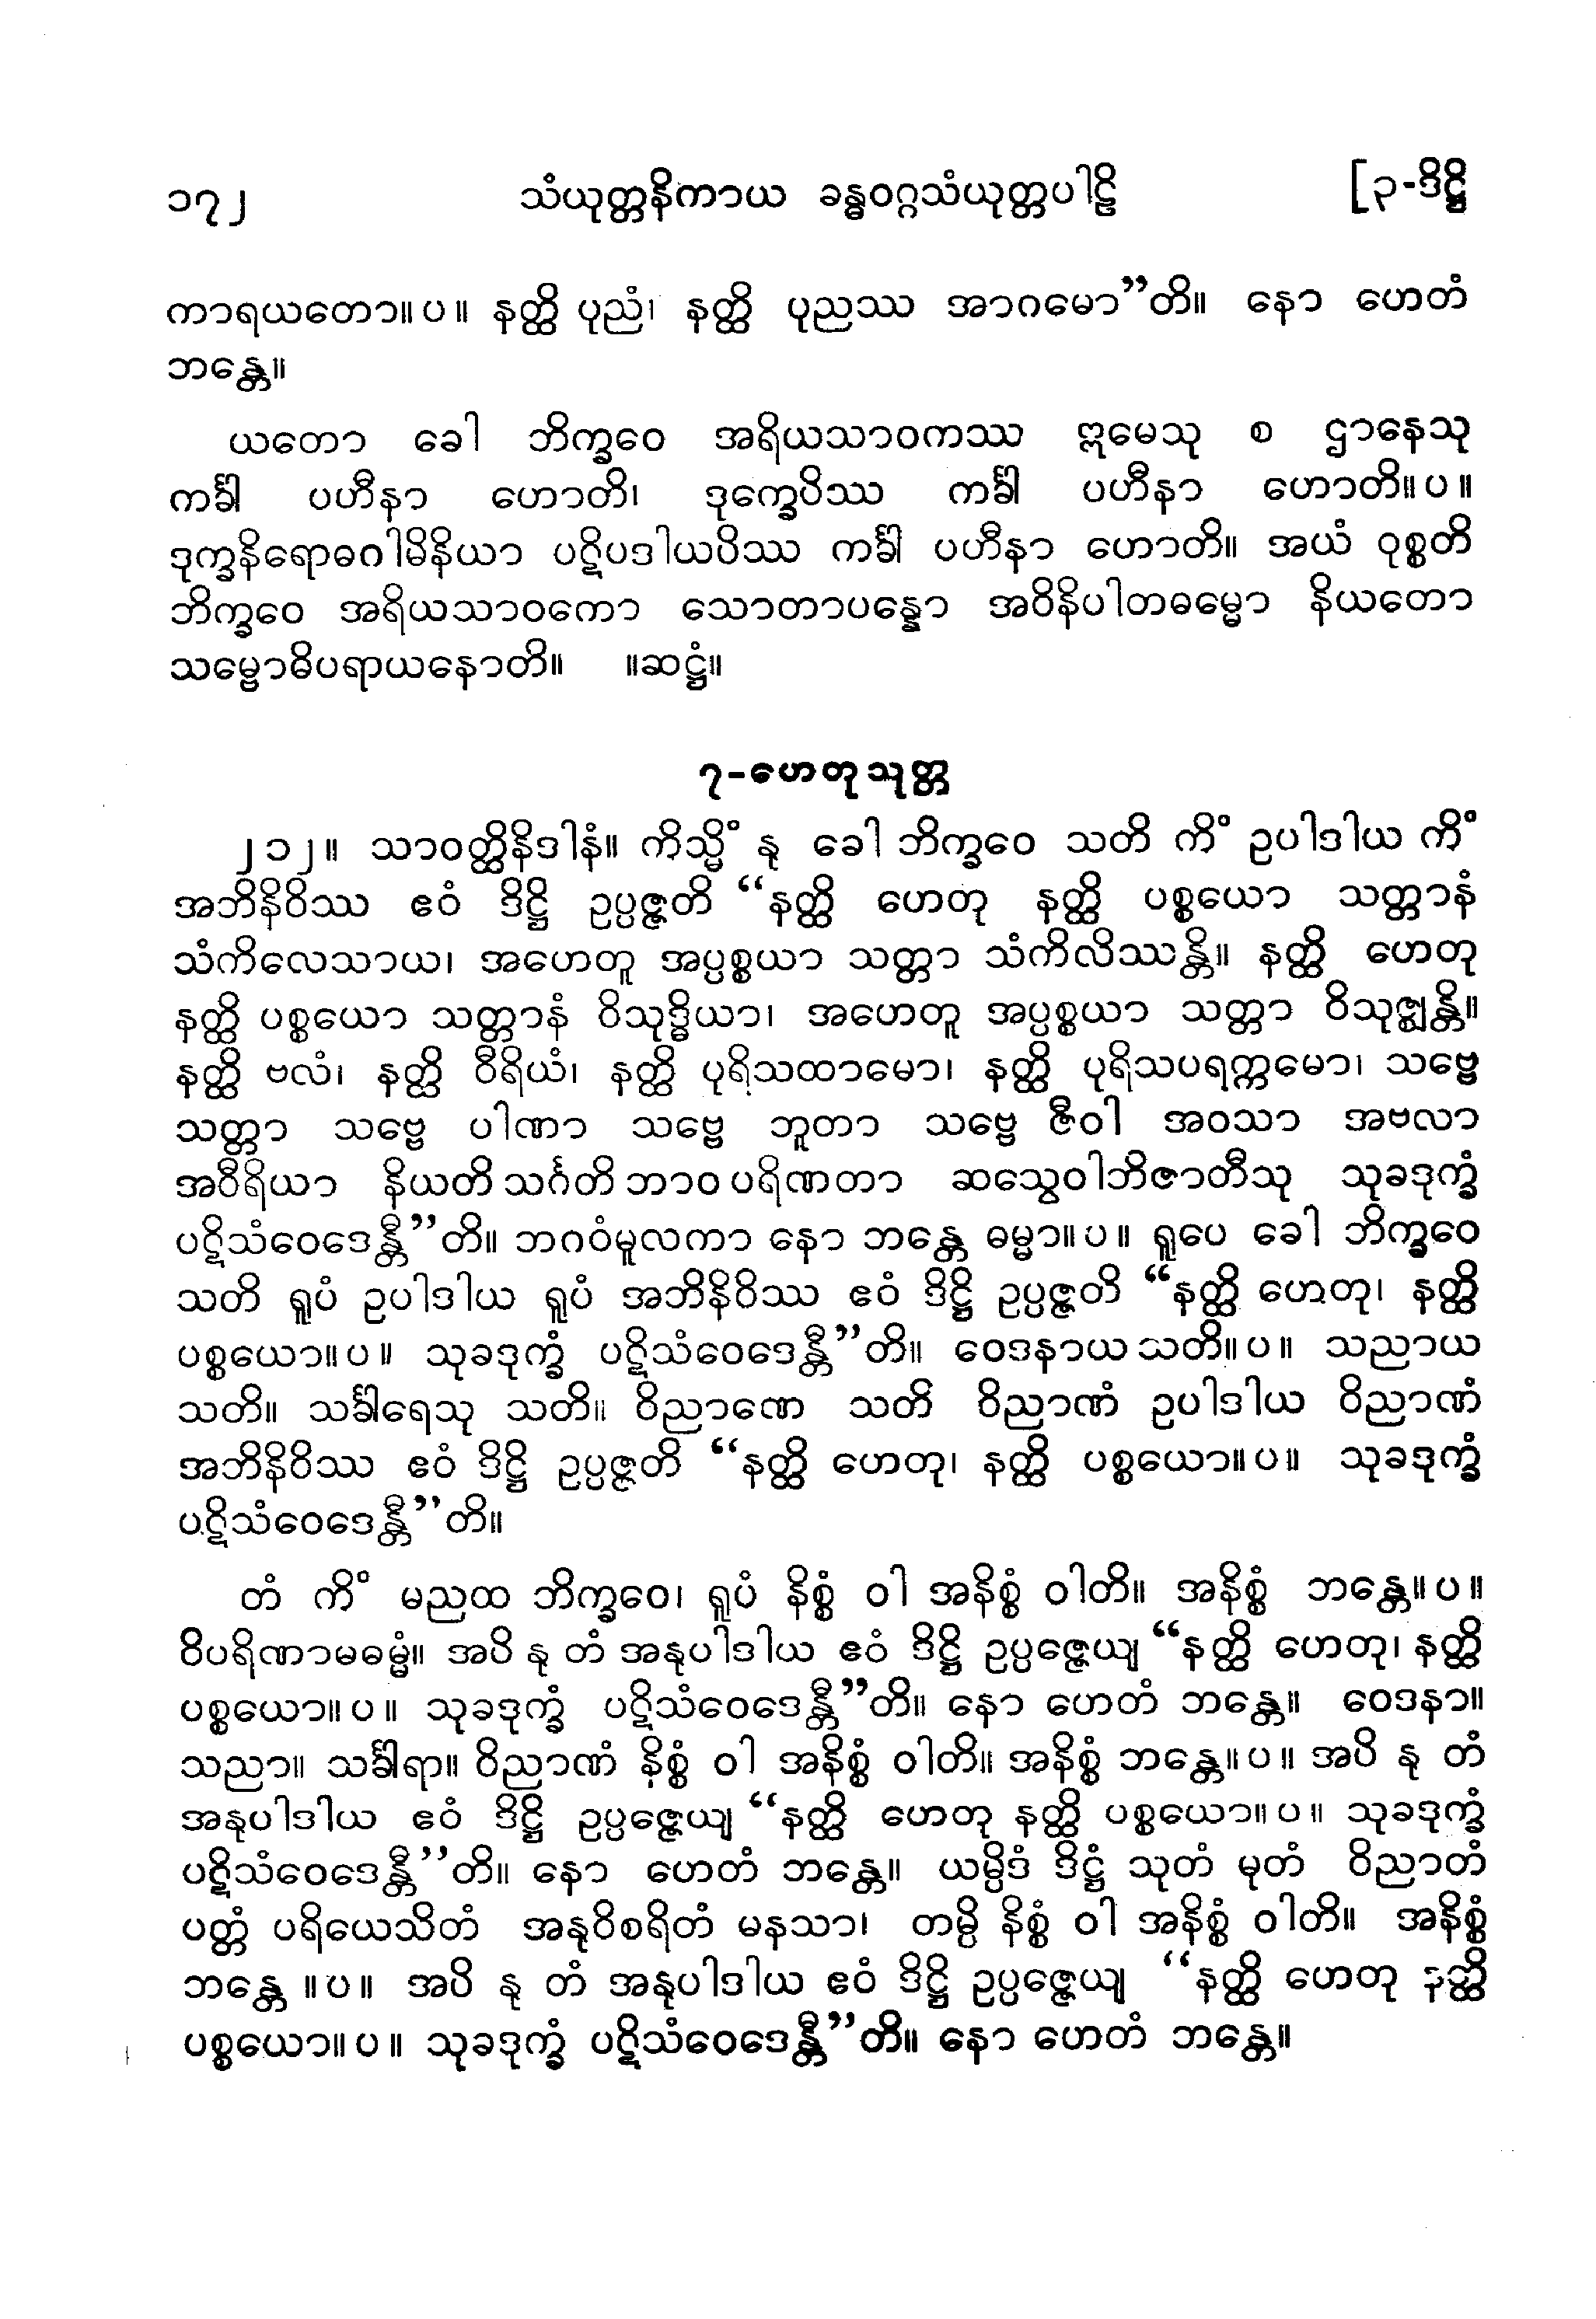 ၁၇၂ သံယုတ္တနိကာယ ခန္ဓဝဂ္ဂသံယုတ္တပါဠိ [၃-ဒိဋ္ဌိ
ကာရယတော။ပ။ နတ္ထိ ပုညံ၊ နတ္ထိ ပုညဿ အာဂမော”တိ။ နော ဟေတံ
ဘန္တေ။
ယတော ခေါ ဘိက္ခဝေ အရိယသာဝကဿ ဣမေသု စ ဌာနေသု
ကင်္ခါ ပဟီနာ ဟောတိ၊ ဒုက္ခေပိဿ ကင်္ခါ ပဟီနာ ဟောတိ။ပ။
ဒုက္ခနိရောဓဂါမိနိယာ ပဋိပဒါယပိဿ ကင်္ခါ ပဟီနာ ဟောတိ။ အယံ ဝုစ္စတိ
ဘိက္ခဝေ အရိယသာဝကော သောတာပန္နော အဝိနိပါတဓမ္မော နိယတော
သမ္ဗောဓိပရာယနောတိ။ ။ဆဋ္ဌံ။
၇-ဟေတုသုတ္တ
၂၁၂။ သာဝတ္ထိနိဒါနံ။ ကိသ္မိံ နု ခေါ ဘိက္ခဝေ သတိ ကိံ ဥပါဒါယ ကိံ
အဘိနိဝိဿ ဧဝံ ဒိဋ္ဌိ ဥပ္ပဇ္ဇတိ “နတ္ထိ ဟေတု နတ္ထိ ပစ္စယော သတ္တာနံ
သံကိလေသာယ၊ အဟေတူ အပ္ပစ္စယာ သတ္တာ သံကိလိဿန္တိ။ နတ္ထိ ဟေတု
နတ္ထိ ပစ္စယော သတ္တာနံ ဝိသုဒ္ဓိယာ၊ အဟေတူ အပ္ပစ္စယာ သတ္တာ ဝိသုဇ္ဈန္တိ။
နတ္ထိ ဗလံ၊ နတ္ထိ ဝီရိယံ၊ နတ္ထိ ပုရိသထာမော၊ နတ္ထိ ပုရိသပရက္ကမော၊ သဗ္ဗေ
သတ္တာ သဗ္ဗေ ပါဏာ သဗ္ဗေ ဘူတာ သဗ္ဗေ ဇီဝါ အဝသာ အဗလာ
အဝီရိယာ နိယတိ သင်္ဂတိ ဘာဝ ပရိဏတာ ဆသွေဝါဘိဇာတီသု သုခဒုက္ခံ
ပဋိသံဝေဒေန္တီ”တိ။ ဘဂဝံမူလကာ နော ဘန္တေ ဓမ္မာ။ပ။ ရူပေ ခေါ ဘိက္ခဝေ
သတိ ရူပံ ဥပါဒါယ ရူပံ အဘိနိဝိဿ ဧဝံ ဒိဋ္ဌိ ဥပ္ပဇ္ဇတိ “နတ္ထိ ဟေတု၊ နတ္ထိ
ပစ္စယော။ပ။ သုခဒုက္ခံ ပဋိသံဝေဒေန္တီ”တိ။ ဝေဒနာယ သတိ။ပ။ သညာယ
သတိ။ သင်္ခါရေသု သတိ။ ဝိညာဏေ သတိ ဝိညာဏံ ဥပါဒါယ ဝိညာဏံ
အဘိနိဝိဿ ဧဝံ ဒိဋ္ဌိ ဥပ္ပဇ္ဇတိ “နတ္ထိ ဟေတု၊ နတ္ထိ ပစ္စယော။ပ။ သုခဒုက္ခံ
ပဋိသံဝေဒေန္တီ”တိ။
တံ ကိံ မညထ ဘိက္ခဝေ၊ ရူပံ နိစ္စံ ဝါ အနိစ္စံ ဝါတိ။ အနိစ္စံ ဘန္တေ။ပ။
ဝိပရိဏာမဓမ္မံ။ အပိ နု တံ အနုပါဒါယ ဧဝံ ဒိဋ္ဌိ ဥပ္ပဇ္ဇေယျ “နတ္ထိ ဟေတု၊ နတ္ထိ
ပစ္စယော။ပ။ သုခဒုက္ခံ ပဋိသံဝေဒေန္တီ”တိ။ နော ဟေတံ ဘန္တေ။ ဝေဒနာ။
သညာ။ သင်္ခါရာ။ ဝိညာဏံ နိစ္စံ ဝါ အနိစ္စံ ဝါတိ။ အနိစ္စံ ဘန္တေ။ပ။ အပိ နု တံ
အနုပါဒါယ ဧဝံ ဒိဋ္ဌိ ဥပ္ပဇ္ဇေယျ “နတ္ထိ ဟေတု နတ္ထိ ပစ္စယော။ပ။ သုခဒုက္ခံ
ပဋိသံဝေဒေန္တီ”တိ။ နော ဟေတံ ဘန္တေ။ ယမ္ပိဒံ ဒိဋ္ဌံ သုတံ မုတံ ဝိညာတံ
ပတ္တံ ပရိယေသိတံ အနုဝိစရိတံ မနသာ၊ တမ္ပိ နိစ္စံ ဝါ အနိစ္စံ ဝါတိ။ အနိစ္စံ
ဘန္တေ ။ပ။ အပိ နု တံ အနုပါဒါယ ဧဝံ ဒိဋ္ဌိ ဥပ္ပဇ္ဇေယျ “နတ္ထိ ဟေတု နတ္ထိ
ပစ္စယော။ပ။ သုခဒုက္ခံ ပဋိသံဝေဒေန္တီ”တိ။ နော ဟေတံ ဘန္တေ။